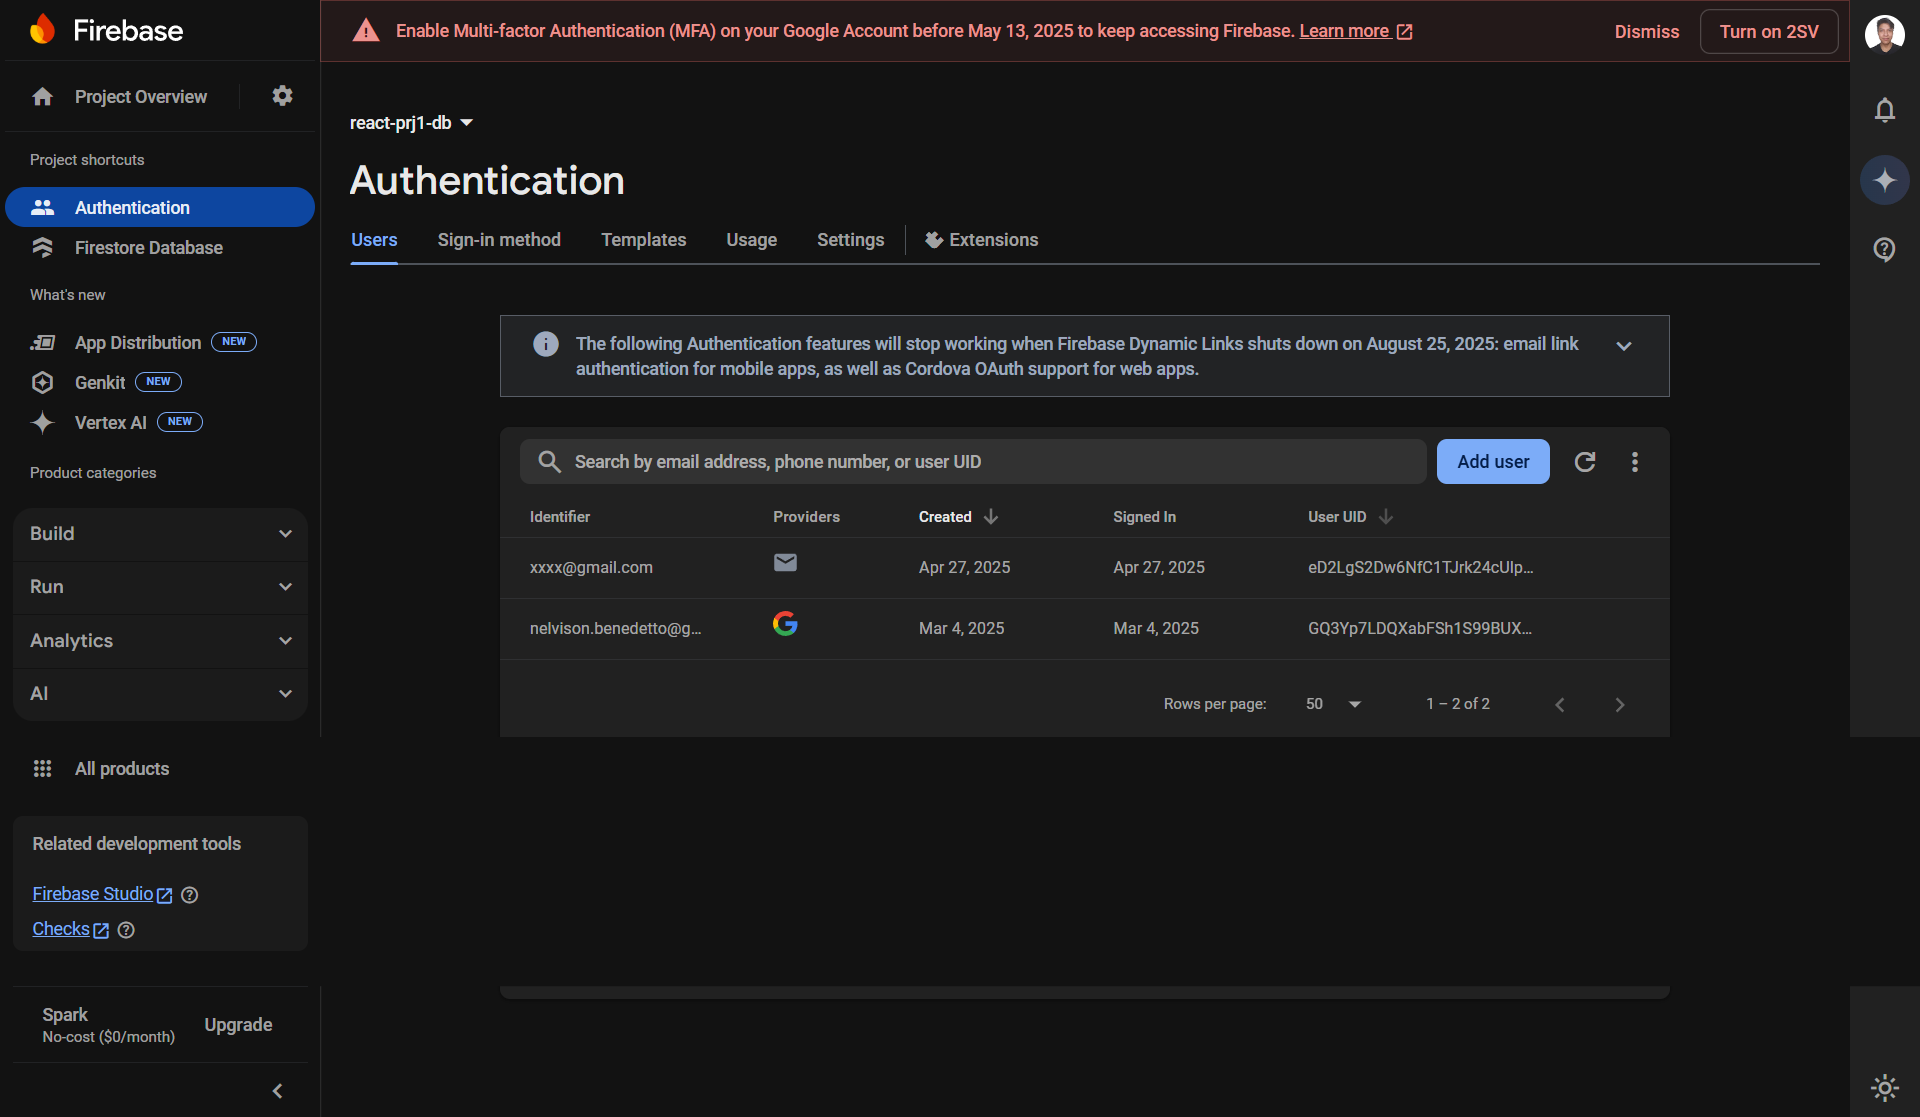 Firebase
Project Overview
Project shortcuts
Authentication
Firestore Database
What's new
App Distribution NEW
Genkit NEW
Vertex AI NEW
Product categories
Build
Run
Analytics
AI
All products
Related development tools
Firebase Studio
Checks
Spark
No-cost ($0/month)
Upgrade
Enable Multi-factor Authentication (MFA) on your Google Account before May 13, 2025 to keep accessing Firebase. Learn more
Dismiss
Turn on 2SV
react-prj1-db
Authentication
Users Sign-in method Templates Usage Settings Extensions
The following Authentication features will stop working when Firebase Dynamic Links shuts down on August 25, 2025: email link
authentication for mobile apps, as well as Cordova OAuth support for web apps.
Search by email address, phone number, or user UID
Add user
Identifier Providers Created Signed In User UID
xxxx@gmail.com Apr 27, 2025 Apr 27, 2025 eD2LgS2Dw6NfC1TJrk24cUlp...
nelvison.benedetto@g... Mar 4, 2025 Mar 4, 2025 GQ3Yp7LDQXabFSh1S99BUX...
Rows per page: 50 1 – 2 of 2